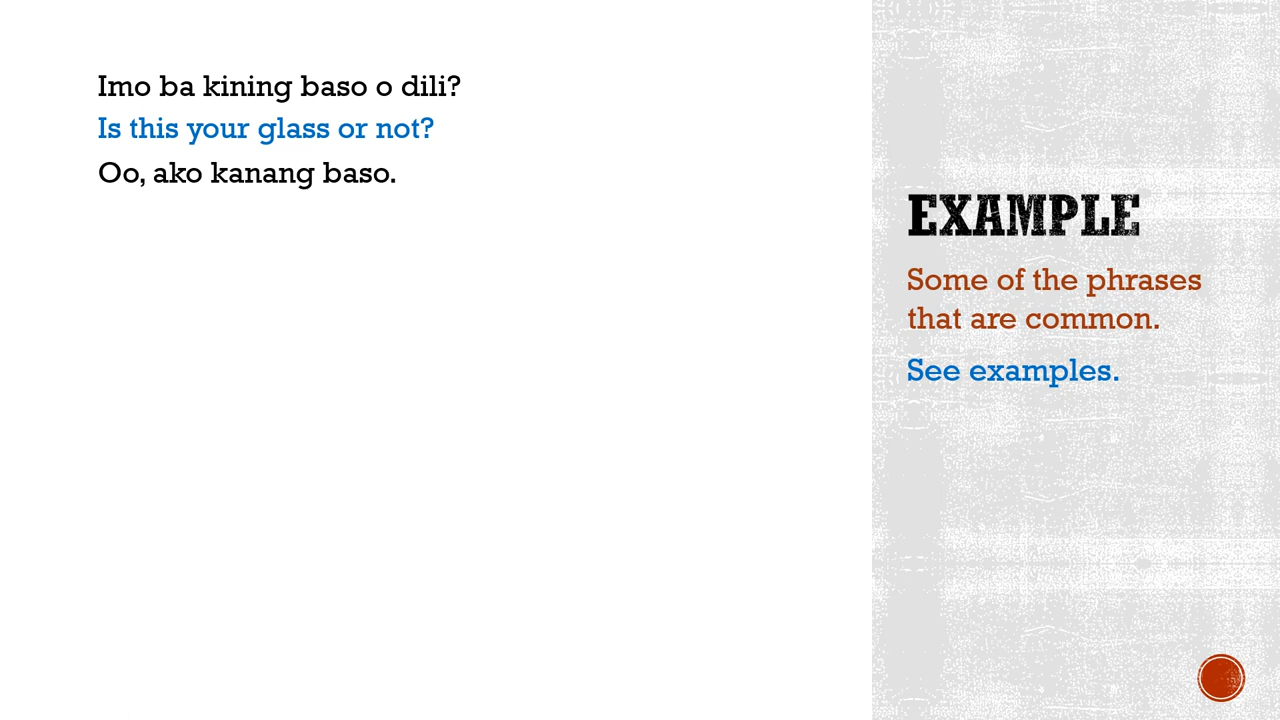 Imo ba kining baso o dili?
Is this your glass or not?
Oo, ako kanang baso.
EXAMPLE
Some of the phrases
that are common.
See examples.